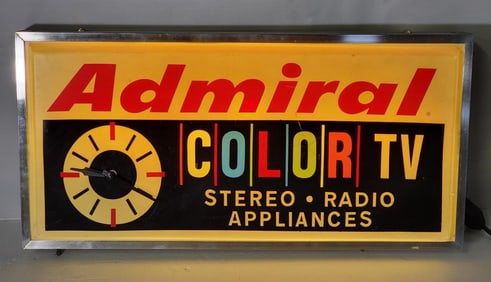 Admiral
COLOR TV
STEREO • RADIO
APPLIANCES